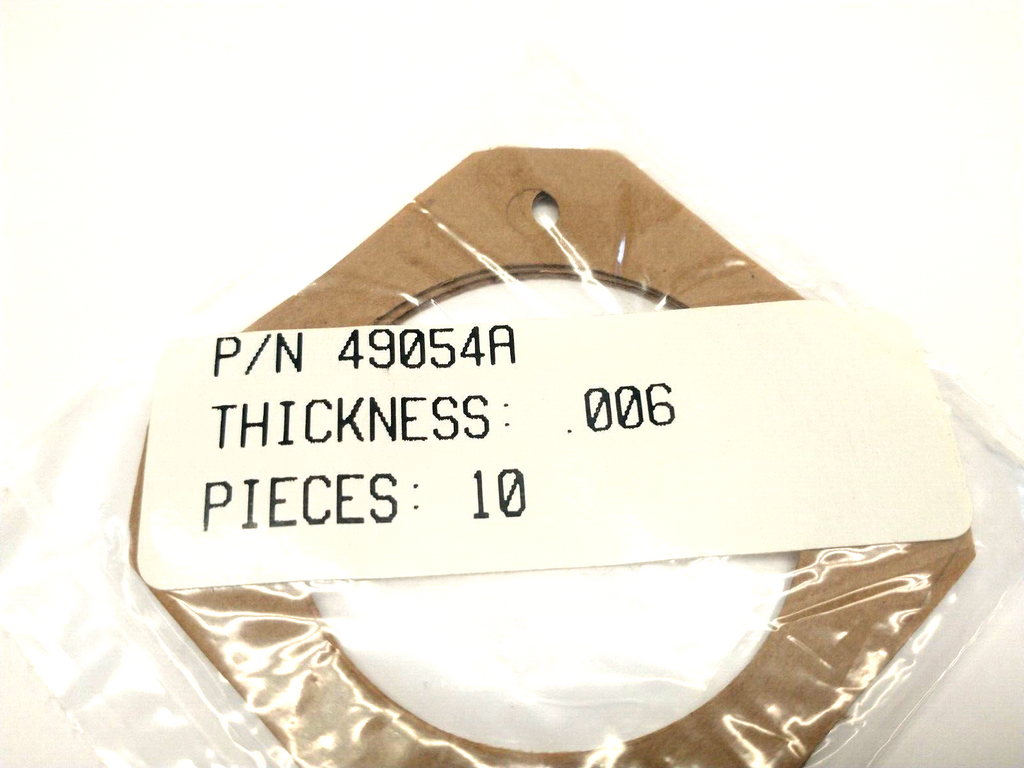 P/N 49054A
THICKNESS: .006
PIECES: 10